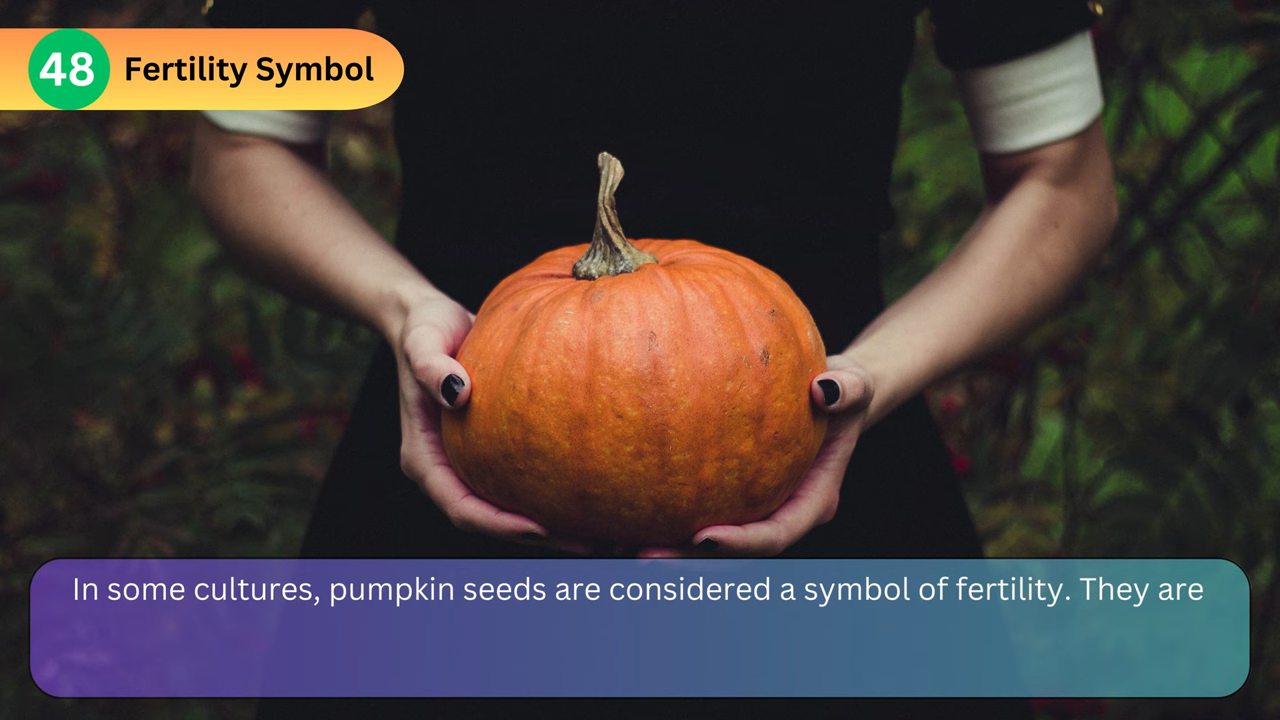 48
Fertility Symbol
In some cultures, pumpkin seeds are considered a symbol of fertility. They are